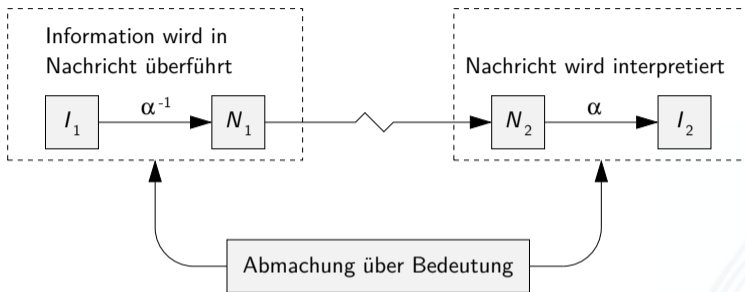 Information wird in
Nachricht überführt
Nachricht wird interpretiert
I₁ α⁻¹ N₁ N₂ α I₂
Abmachung über Bedeutung